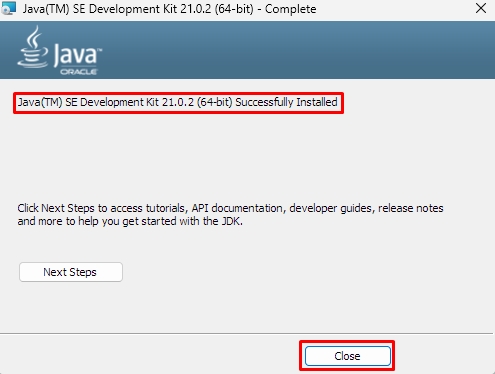 Java(TM) SE Development Kit 21.0.2 (64-bit) - Complete
Java™
ORACLE
Java(TM) SE Development Kit 21.0.2 (64-bit) Successfully Installed
Click Next Steps to access tutorials, API documentation, developer guides, release notes
and more to help you get started with the JDK.
Next Steps
Close